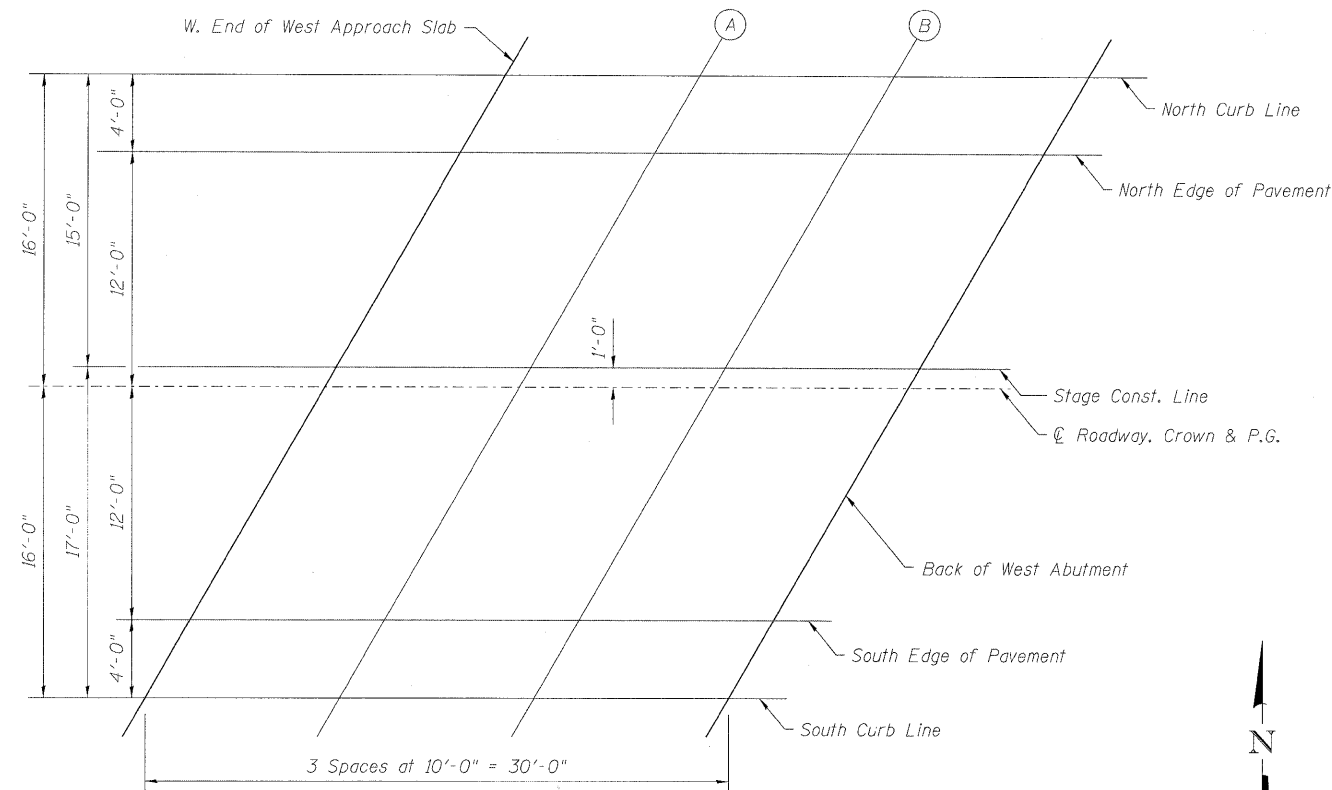 W. End of West Approach Slab
A
B
North Curb Line
North Edge of Pavement
4'-0"
16'-0"
15'-0"
12'-0"
1'-0"
Stage Const. Line
℄ Roadway, Crown & P.G.
16'-0"
17'-0"
12'-0"
Back of West Abutment
4'-0"
South Edge of Pavement
South Curb Line
3 Spaces at 10'-0" = 30'-0"
N